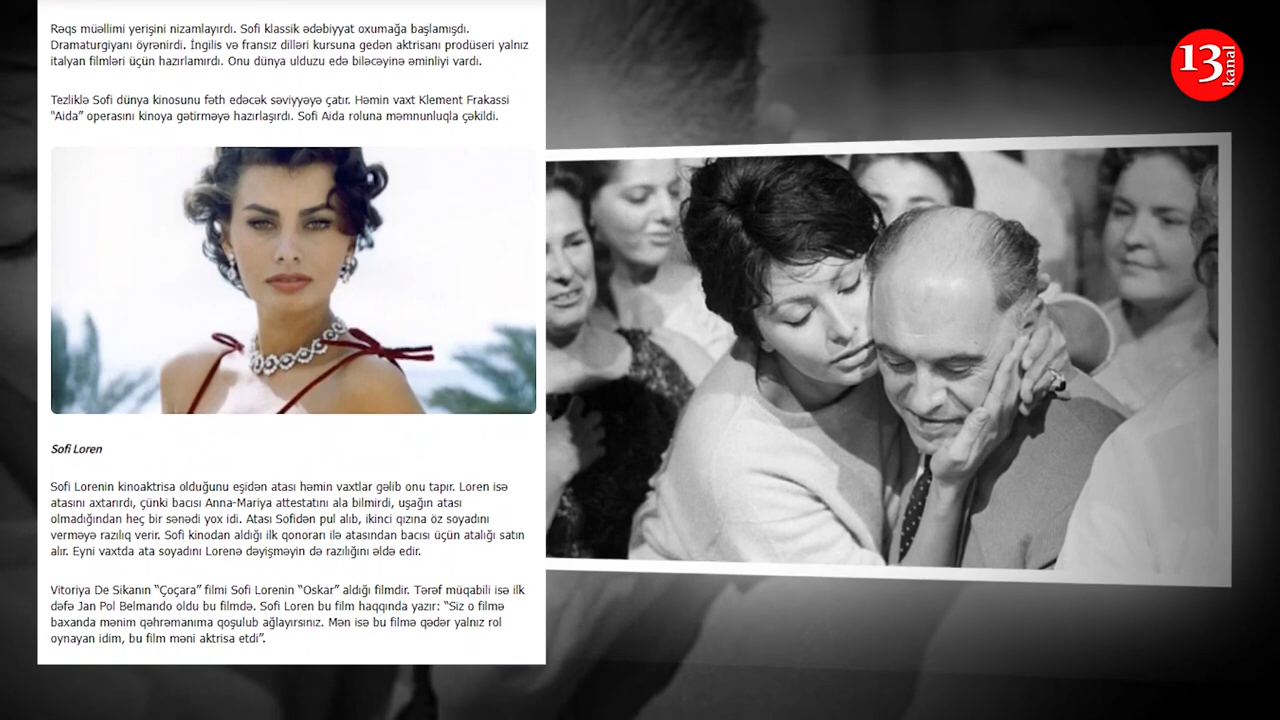 Rəqs müəllimi yerişini nizamlayırdı. Sofi klassik ədəbiyyat oxumağa başlamışdı.
Dramaturgiyanı öyrənirdi. İngilis və fransız dilləri kursuna gedən aktrisanı prodüseri yalnız
italyan filmləri üçün hazırlamırdı. Onu dünya ulduzu edə biləcəyinə əminliyi vardı.
Tezliklə Sofi dünya kinosunu fəth edəcək səviyyəyə çatır. Həmin vaxt Klement Frakassi
"Aida" operasını kinoya gətirməyə hazırlaşırdı. Sofi Aida roluna məmnunluqla çəkildi.
Sofi Loren
Sofi Lorenin kinoaktrisa olduğunu eşidən atası həmin vaxtlar gəlib onu tapır. Loren isə
atasını axtarırdı, çünki bacısı Anna-Mariya attestatını ala bilmirdi, uşağın atası
olmadığından heç bir sənədi yox idi. Atası Sofidən pul alıb, ikinci qızına öz soyadını
verməyə razılıq verir. Sofi kinodan aldığı ilk qonorarı ilə atasından bacısı üçün atalığı satın
alır. Eyni vaxtda ata soyadını Lorenə dəyişməyin də razılığını əldə edir.
Vitoriya De Sikanın "Çoçara" filmi Sofi Lorenin "Oskar" aldığı filmdir. Tərəf müqabili isə ilk
dəfə Jan Pol Belmando oldu bu filmdə. Sofi Loren bu film haqqında yazır: "Siz o filmə
baxanda mənim qəhrəmanıma qoşulub ağlayırsınız. Mən isə bu filmə qədər yalnız rol
oynayan idim, bu film məni aktrisa etdi".
13 kanal